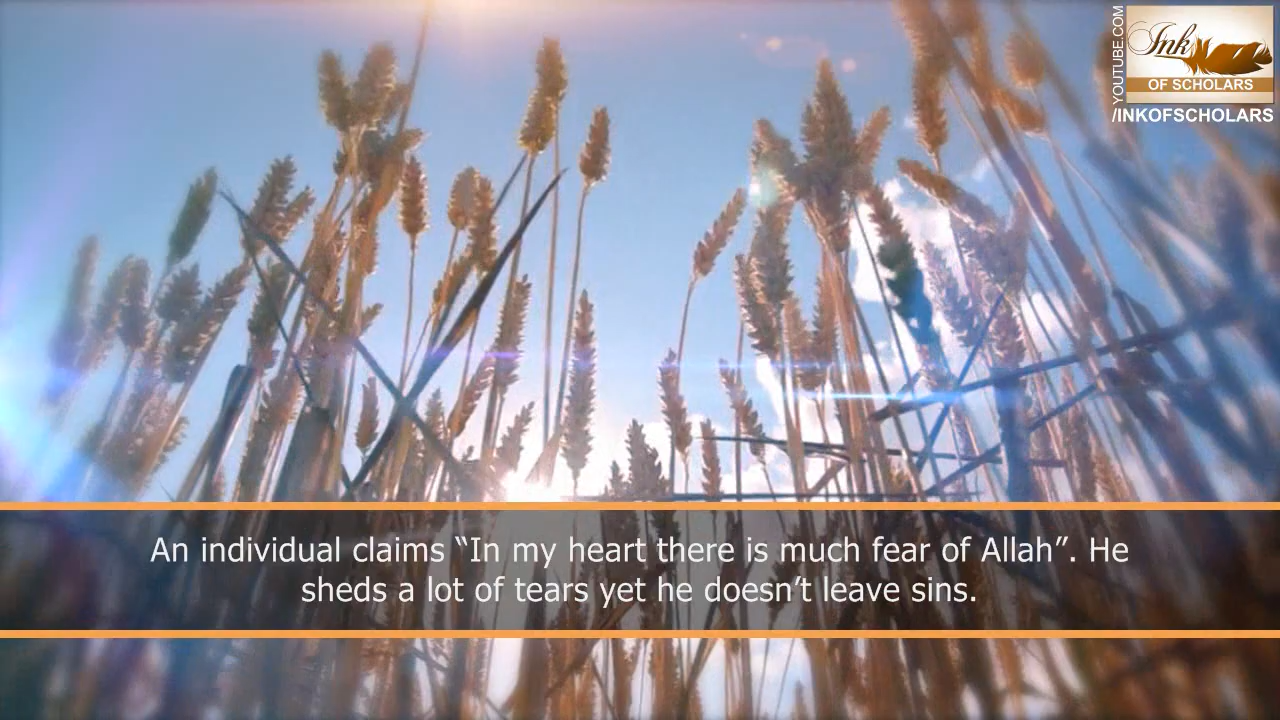 YOUTUBE.COM
Ink
OF SCHOLARS
/INKOFSCHOLARS
An individual claims “In my heart there is much fear of Allah”. He
sheds a lot of tears yet he doesn’t leave sins.